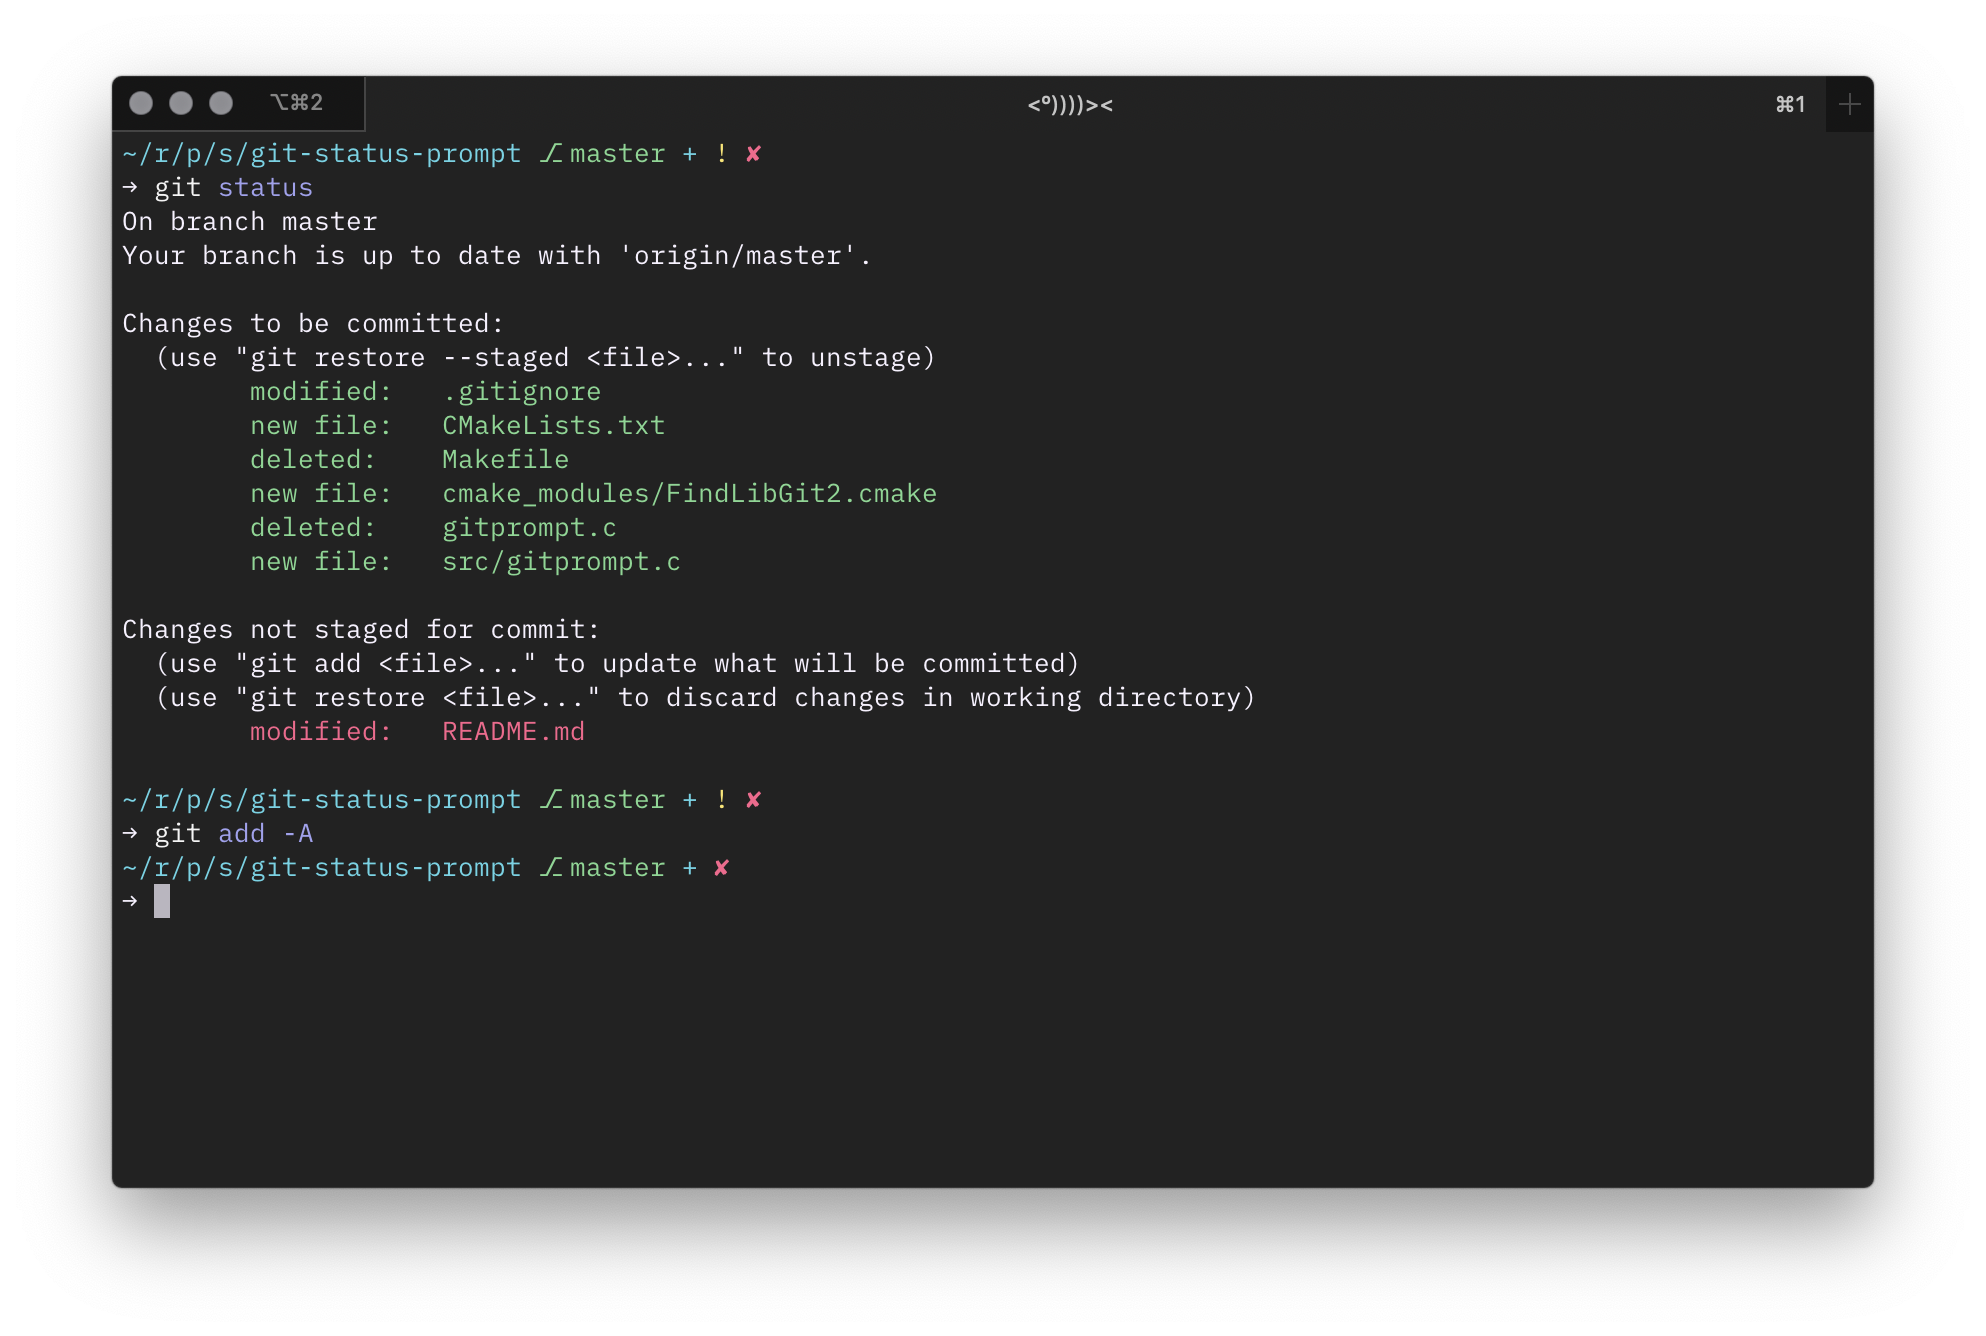 ⌥⌘2 <º))))>< ⌘1 +
~/r/p/s/git-status-prompt ⎇ master + ! ✘
→ git status
On branch master
Your branch is up to date with 'origin/master'.
Changes to be committed:
(use "git restore --staged <file>..." to unstage)
modified: .gitignore
new file: CMakeLists.txt
deleted: Makefile
new file: cmake_modules/FindLibGit2.cmake
deleted: gitprompt.c
new file: src/gitprompt.c
Changes not staged for commit:
(use "git add <file>..." to update what will be committed)
(use "git restore <file>..." to discard changes in working directory)
modified: README.md
~/r/p/s/git-status-prompt ⎇ master + ! ✘
→ git add -A
~/r/p/s/git-status-prompt ⎇ master + ✘
→